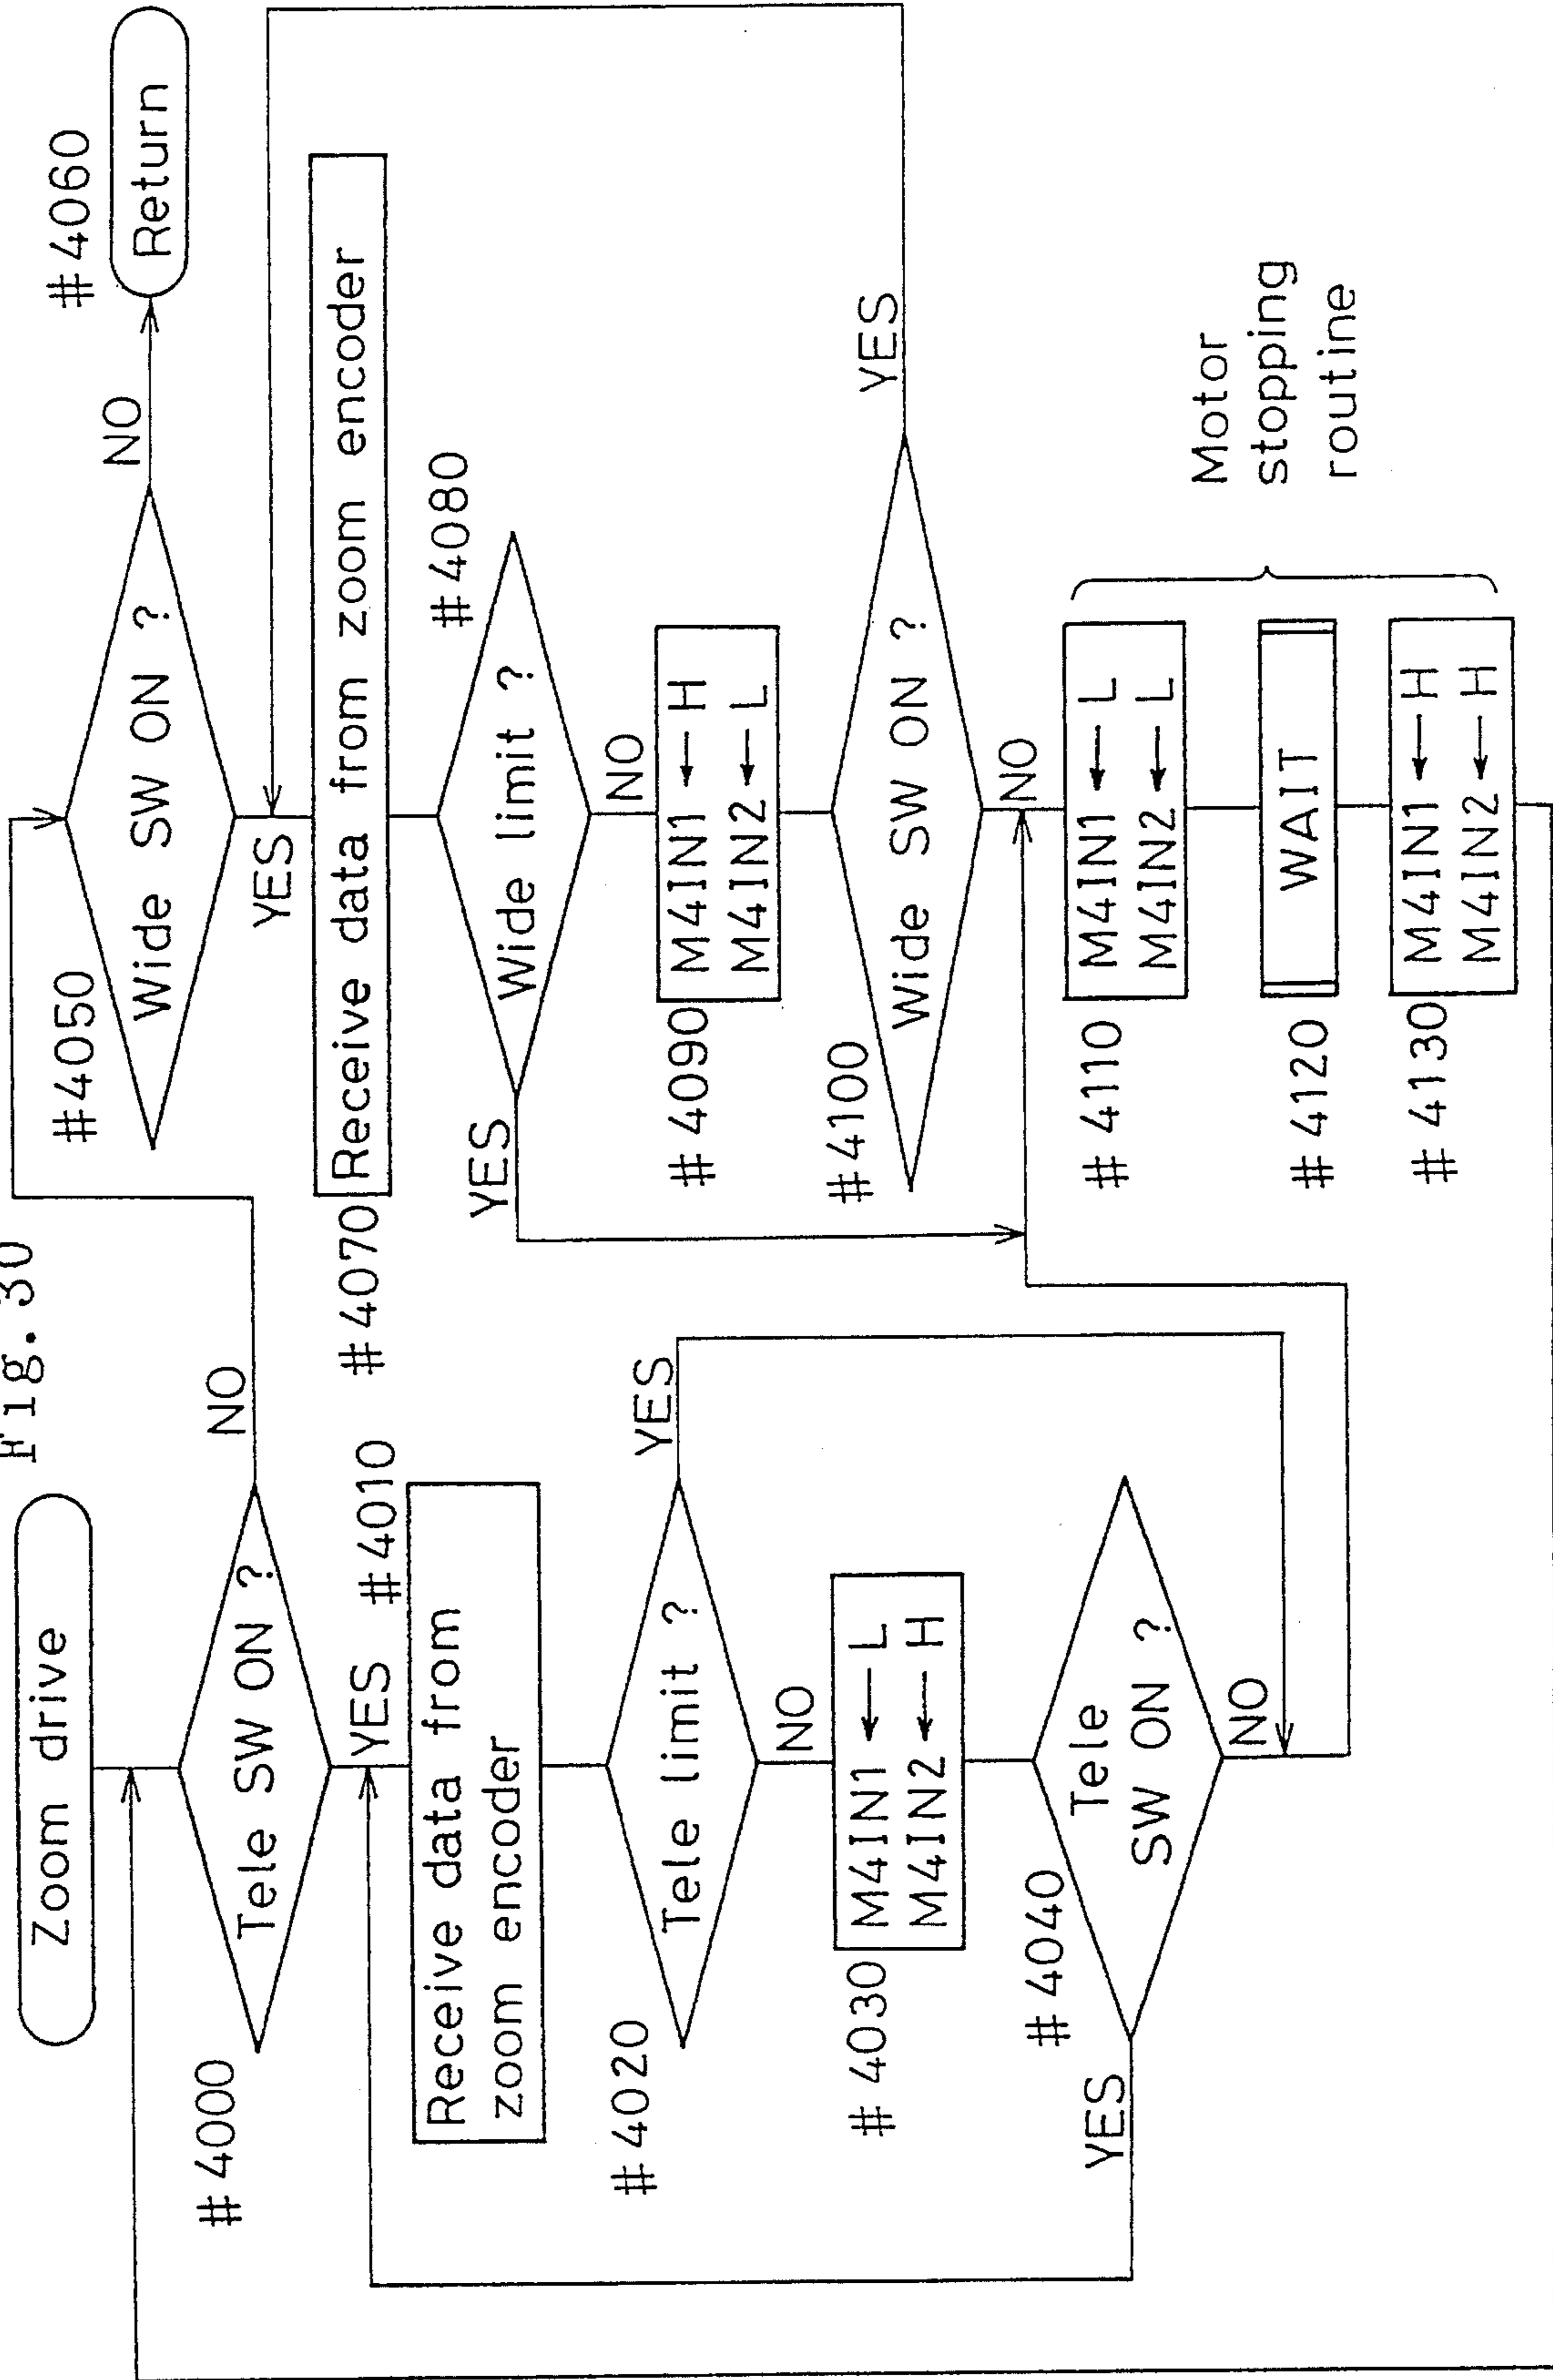 Fig. 30
Zoom drive
#4000
Tele SW ON ?
NO
YES
#4010
Receive data from
zoom encoder
#4020
Tele limit ?
YES
NO
#4030
M4IN1 ← L
M4IN2 ← H
#4040
Tele
SW ON ?
YES
NO
#4050
Wide SW ON ?
NO
#4060
Return
YES
#4070
Receive data from zoom encoder
#4080
Wide limit ?
YES
NO
#4090
M4IN1 ← H
M4IN2 ← L
#4100
Wide SW ON ?
YES
NO
#4110
M4IN1 ← L
M4IN2 ← L
#4120
WAIT
#4130
M4IN1 ← H
M4IN2 ← H
Motor
stopping
routine